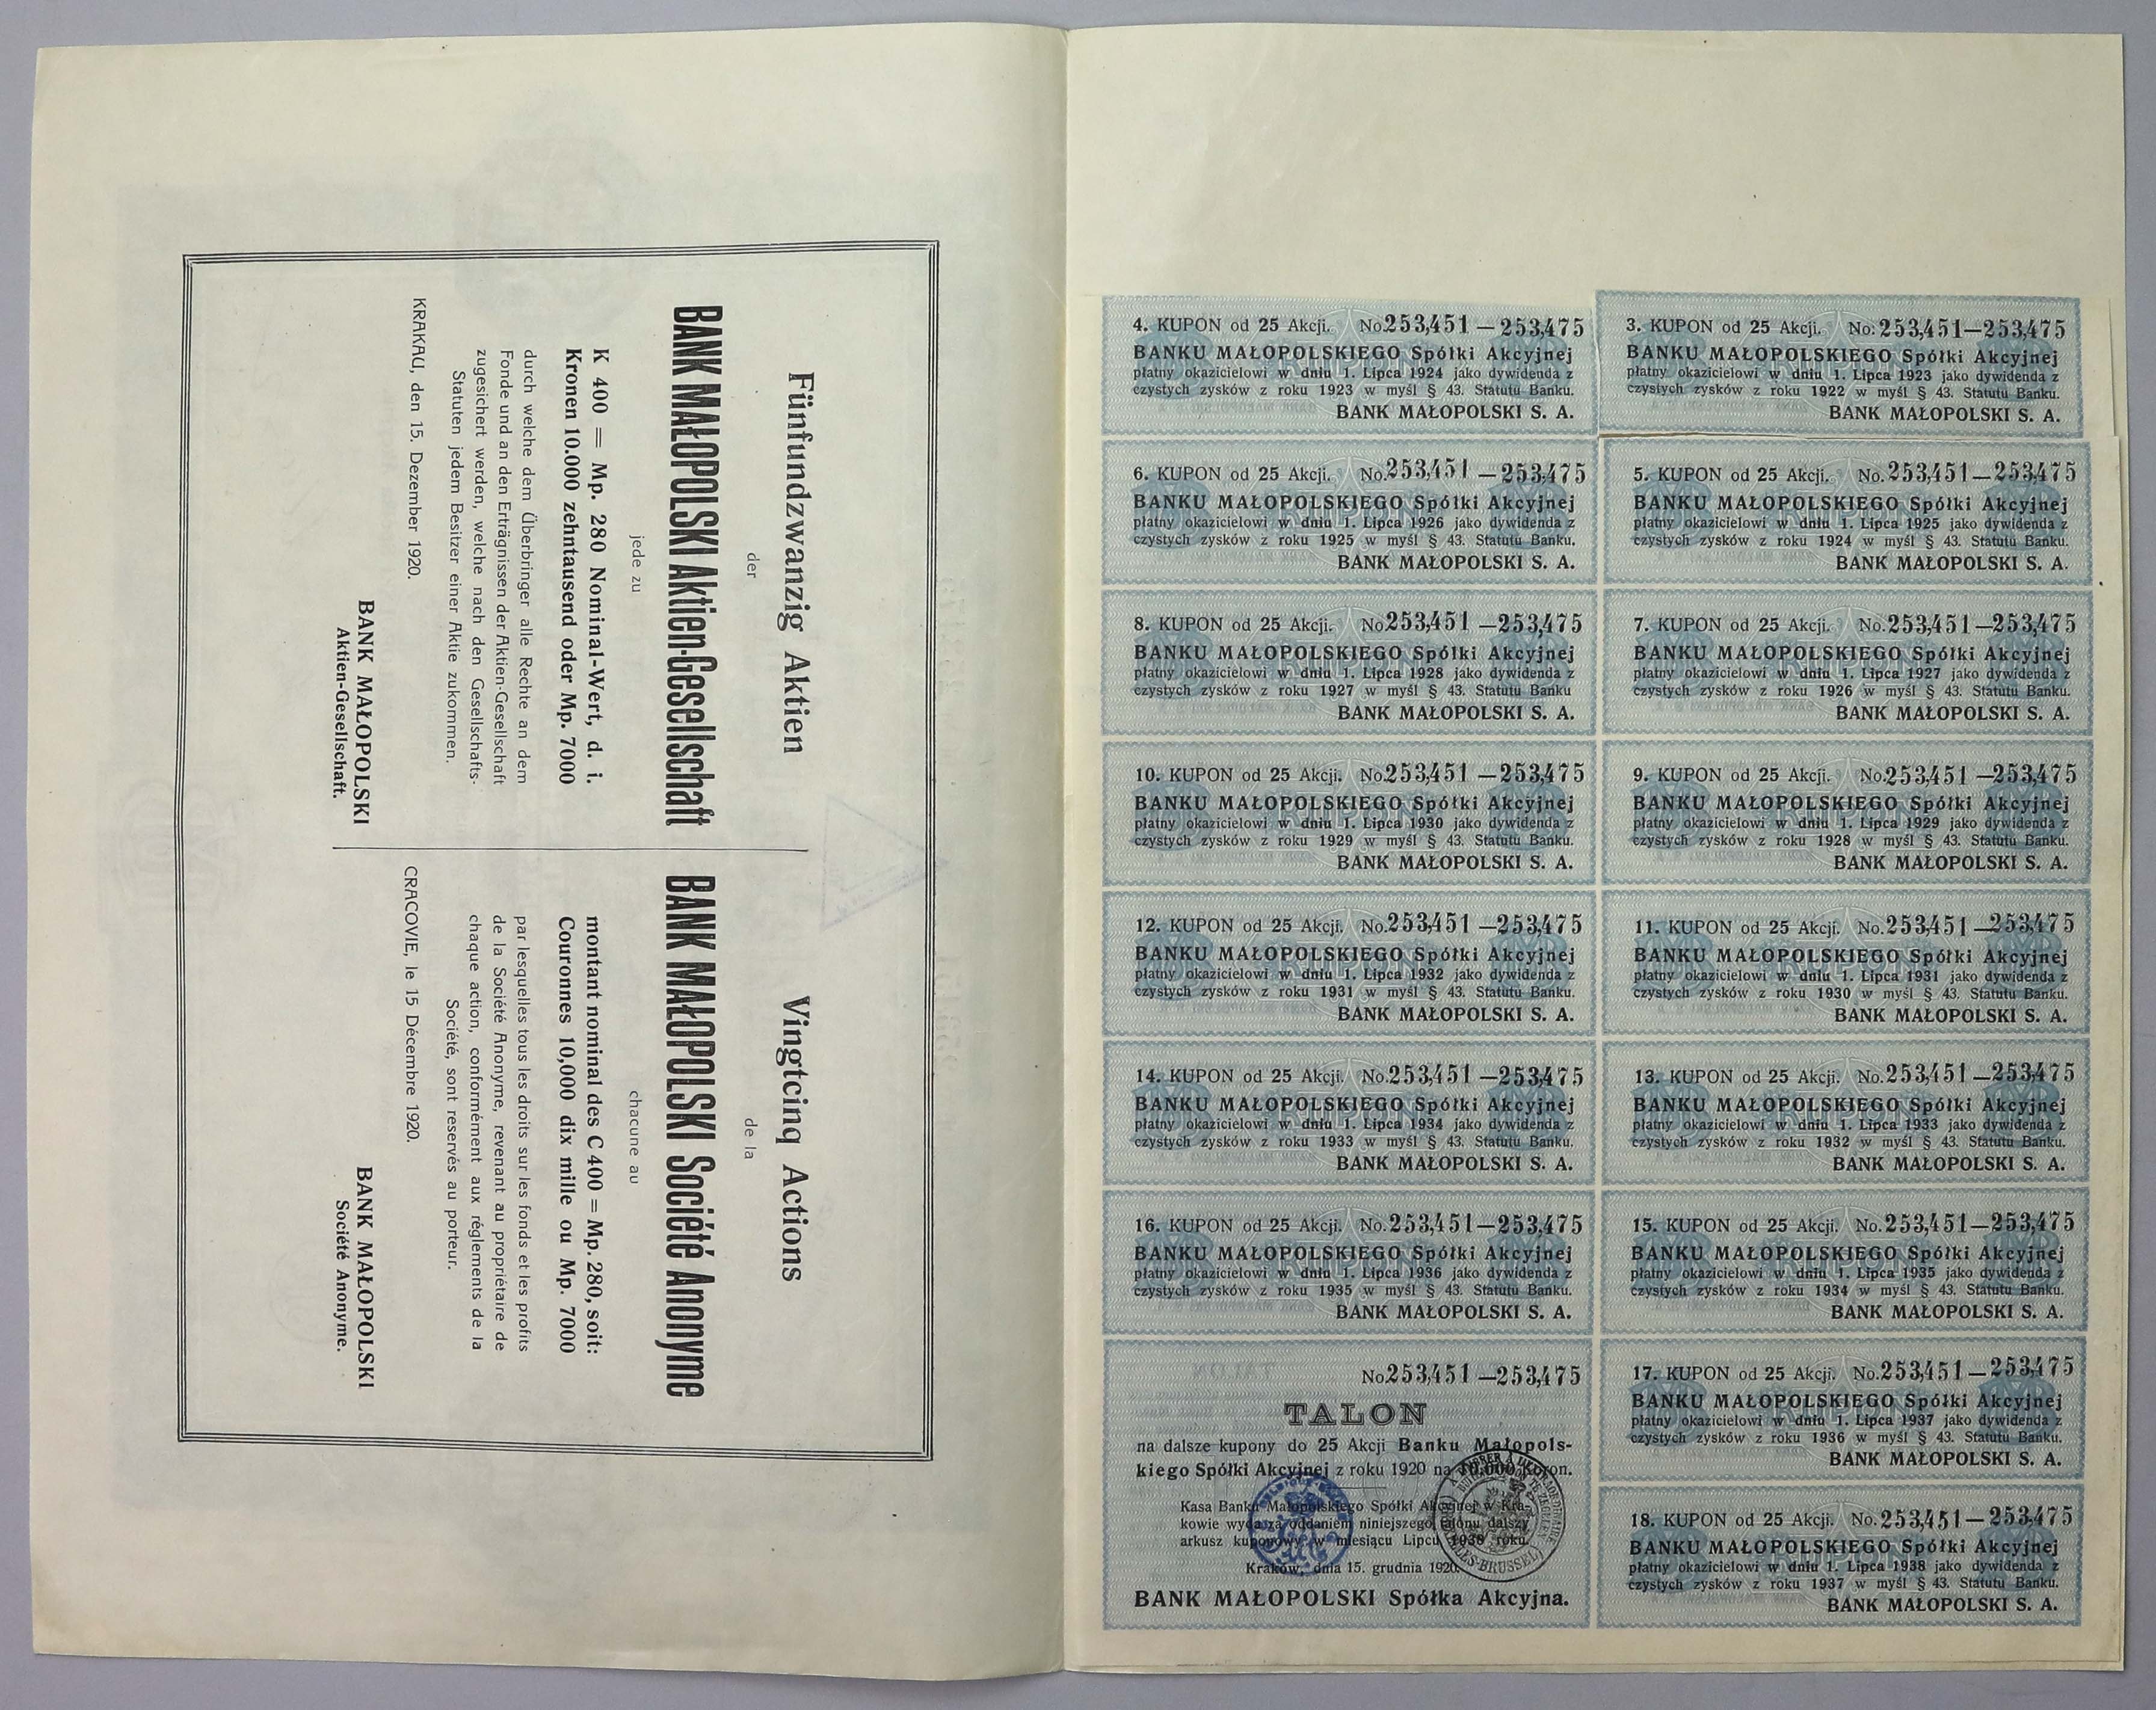 Fünfundzwanzig Aktien
der
BANK MAŁOPOLSKI Aktien-Gesellschaft
jede zu
K 400 = Mp. 280 Nominal-Wert, d. i.
Kronen 10.000 zehntausend oder Mp. 7000
durch welche dem Überbringer alle Rechte an dem
Fonde und an den Erträgnissen der Aktien-Gesellschaft
zugesichert werden, welche nach den Gesellschafts-
Statuten jedem Besitzer einer Aktie zukommen.
KRAKAU, den 15. Dezember 1920.
BANK MAŁOPOLSKI
Aktien-Gesellschaft.
Vingtcinq Actions
de la
BANK MAŁOPOLSKI Société Anonyme
chacune au
montant nominal des C 400 = Mp. 280, soit:
Couronnes 10,000 dix mille ou Mp. 7000
par lesquelles tous les droits sur les fonds et les profits
de la Société Anonyme, revenant au propriétaire de
chaque action, conformément aux réglements de la
Société, sont reservés au porteur.
CRACOVIE, le 15 Décembre 1920.
BANK MAŁOPOLSKI
Société Anonyme.
4. KUPON od 25 Akcji. No. 253,451 — 253,475
BANKU MAŁOPOLSKIEGO Spółki Akcyjnej
płatny okazicielowi w dniu 1. Lipca 1924 jako dywidenda z
czystych zysków z roku 1923 w myśl § 43. Statutu Banku.
BANK MAŁOPOLSKI S. A.
3. KUPON od 25 Akcji. No. 253,451—253,475
BANKU MAŁOPOLSKIEGO Spółki Akcyjnej
płatny okazicielowi w dniu 1. Lipca 1923 jako dywidenda z
czystych zysków z roku 1922 w myśl § 43. Statutu Banku.
BANK MAŁOPOLSKI S. A.
6. KUPON od 25 Akcji. No. 253,451 — 253,475
BANKU MAŁOPOLSKIEGO Spółki Akcyjnej
płatny okazicielowi w dniu 1. Lipca 1926 jako dywidenda z
czystych zysków z roku 1925 w myśl § 43. Statutu Banku.
BANK MAŁOPOLSKI S. A.
5. KUPON od 25 Akcji. No. 253,451—253,475
BANKU MAŁOPOLSKIEGO Spółki Akcyjnej
płatny okazicielowi w dniu 1. Lipca 1925 jako dywidenda z
czystych zysków z roku 1924 w myśl § 43. Statutu Banku.
BANK MAŁOPOLSKI S. A.
8. KUPON od 25 Akcji. No. 253,451 —253,475
BANKU MAŁOPOLSKIEGO Spółki Akcyjnej
płatny okazicielowi w dniu 1. Lipca 1928 jako dywidenda z
czystych zysków z roku 1927 w myśl § 43. Statutu Banku
BANK MAŁOPOLSKI S. A.
7. KUPON od 25 Akcji. No. 253,451—253,475
BANKU MAŁOPOLSKIEGO Spółki Akcyjnej
płatny okazicielowi w dniu 1. Lipca 1927 jako dywidenda z
czystych zysków z roku 1926 w myśl § 43. Statutu Banku.
BANK MAŁOPOLSKI S. A.
10. KUPON od 25 Akcji. No. 253,451 —253,475
BANKU MAŁOPOLSKIEGO Spółki Akcyjnej
płatny okazicielowi w dniu 1. Lipca 1930 jako dywidenda z
czystych zysków z roku 1929 w myśl § 43. Statutu Banku.
BANK MAŁOPOLSKI S. A.
9. KUPON od 25 Akcji. No. 253,451 —253,475
BANKU MAŁOPOLSKIEGO Spółki Akcyjnej
płatny okazicielowi w dniu 1. Lipca 1929 jako dywidenda z
czystych zysków z roku 1928 w myśl § 43. Statutu Banku.
BANK MAŁOPOLSKI S. A.
12. KUPON od 25 Akcji. No. 253,451 —253,475
BANKU MAŁOPOLSKIEGO Spółki Akcyjnej
płatny okazicielowi w dniu 1. Lipca 1932 jako dywidenda z
czystych zysków z roku 1931 w myśl § 43. Statutu Banku.
BANK MAŁOPOLSKI S. A.
11. KUPON od 25 Akcji. No. 253,451 —253,475
BANKU MAŁOPOLSKIEGO Spółki Akcyjnej
płatny okazicielowi w dniu 1. Lipca 1931 jako dywidenda z
czystych zysków z roku 1930 w myśl § 43. Statutu Banku.
BANK MAŁOPOLSKI S. A.
14. KUPON od 25 Akcji. No. 253,451 —253,475
BANKU MAŁOPOLSKIEGO Spółki Akcyjnej
płatny okazicielowi w dniu 1. Lipca 1934 jako dywidenda z
czystych zysków z roku 1933 w myśl § 43. Statutu Banku.
BANK MAŁOPOLSKI S. A.
13. KUPON od 25 Akcji. No. 253,451 —253,475
BANKU MAŁOPOLSKIEGO Spółki Akcyjnej
płatny okazicielowi w dniu 1. Lipca 1933 jako dywidenda z
czystych zysków z roku 1932 w myśl § 43. Statutu Banku.
BANK MAŁOPOLSKI S. A.
16. KUPON od 25 Akcji. No. 253,451—253,475
BANKU MAŁOPOLSKIEGO Spółki Akcyjnej
płatny okazicielowi w dniu 1. Lipca 1936 jako dywidenda z
czystych zysków z roku 1935 w myśl § 43. Statutu Banku.
BANK MAŁOPOLSKI S. A.
15. KUPON od 25 Akcji. No. 253,451—253,475
BANKU MAŁOPOLSKIEGO Spółki Akcyjnej
płatny okazicielowi w dniu 1. Lipca 1935 jako dywidenda z
czystych zysków z roku 1934 w myśl § 43. Statutu Banku.
BANK MAŁOPOLSKI S. A.
No. 253,451 —253,475
TALON
na dalsze kupony do 25 Akcji Banku Małopols-
kiego Spółki Akcyjnej z roku 1920 na 10.000 Koron.
Kasa Banku Małopolskiego Spółki Akcyjnej w Kra-
kowie wyda za oddaniem niniejszego talonu dalszy
arkusz kuponowy w miesiącu Lipcu 1938 roku.
Kraków, dnia 15. grudnia 1920.
BANK MAŁOPOLSKI Spółka Akcyjna.
17. KUPON od 25 Akcji. No. 253,451 — 253,475
BANKU MAŁOPOLSKIEGO Spółki Akcyjnej
płatny okazicielowi w dniu 1. Lipca 1937 jako dywidenda z
czystych zysków z roku 1936 w myśl § 43. Statutu Banku.
BANK MAŁOPOLSKI S. A.
18. KUPON od 25 Akcji. No. 253,451 — 253,475
BANKU MAŁOPOLSKIEGO Spółki Akcyjnej
płatny okazicielowi w dniu 1. Lipca 1938 jako dywidenda z
czystych zysków z roku 1937 w myśl § 43. Statutu Banku.
BANK MAŁOPOLSKI S. A.